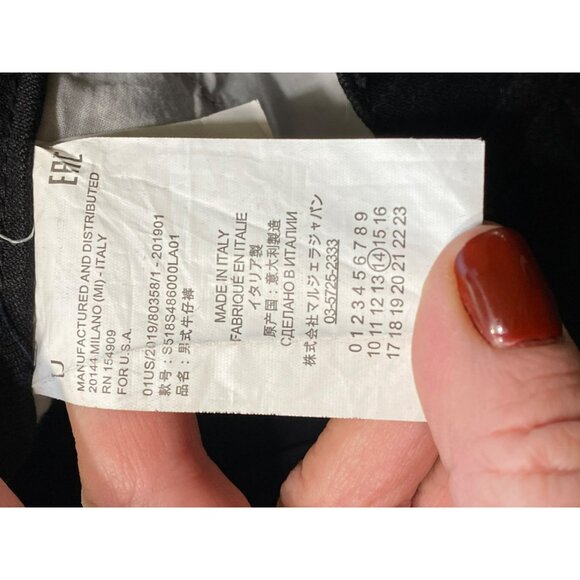 EAC
MANUFACTURED AND DISTRIBUTED
20144 MILANO (MI) - ITALY
RN 154909
FOR U.S.A.
01US/2019/80358/1 - 201901
款号: S518S486000LA01
品名: 男式牛仔裤
MADE IN ITALY
FABRIQUÉ EN ITALIE
イタリア製
原产国: 意大利製造
СДЕЛАНО В ИТАЛИИ
株式会社マルジェラジャパン
03-5725-2333
0 1 2 3 4 5 6 7 8 9
10 11 12 13 14 15 16
17 18 19 20 21 22 23